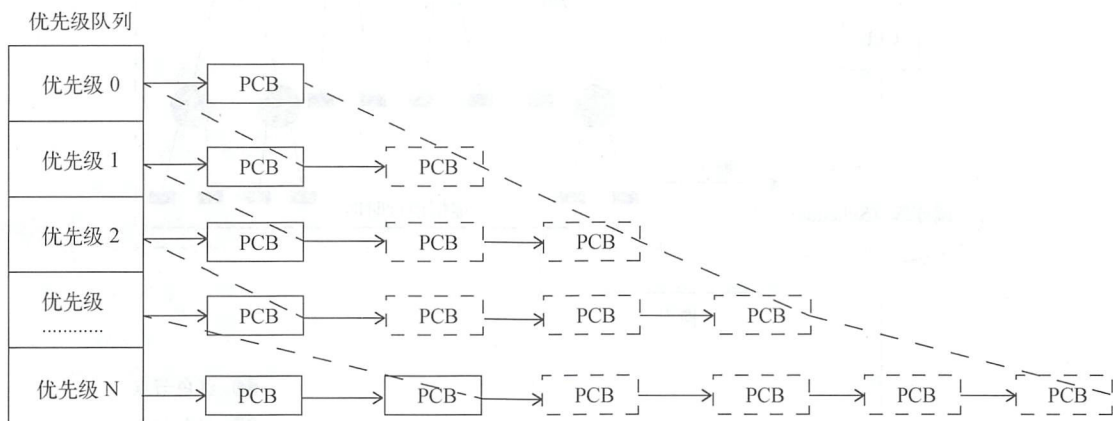 优先级队列
优先级 0
PCB
优先级 1
PCB PCB
优先级 2
PCB PCB PCB
优先级
............
PCB PCB PCB PCB
优先级 N
PCB PCB PCB PCB PCB PCB